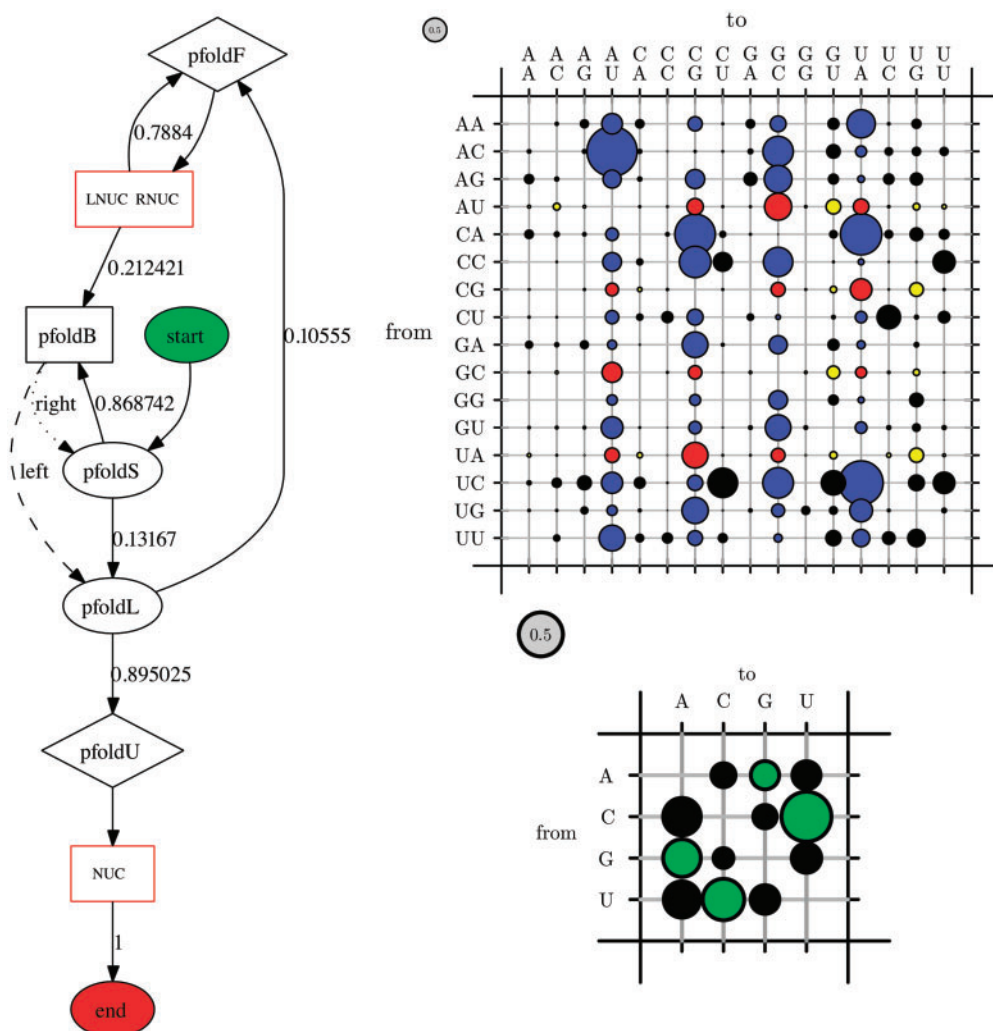 pfoldF
0.7884
LNUC RNUC
0.212421
pfoldB
start
0.10555
right
0.868742
left
pfoldS
0.13167
pfoldL
0.895025
pfoldU
NUC
1
end
0.5
to
A A A A C C C C G G G G U U U U
A C G U A C G U A C G U A C G U
from
AA
AC
AG
AU
CA
CC
CG
CU
GA
GC
GG
GU
UA
UC
UG
UU
0.5
to
A C G U
from
A
C
G
U